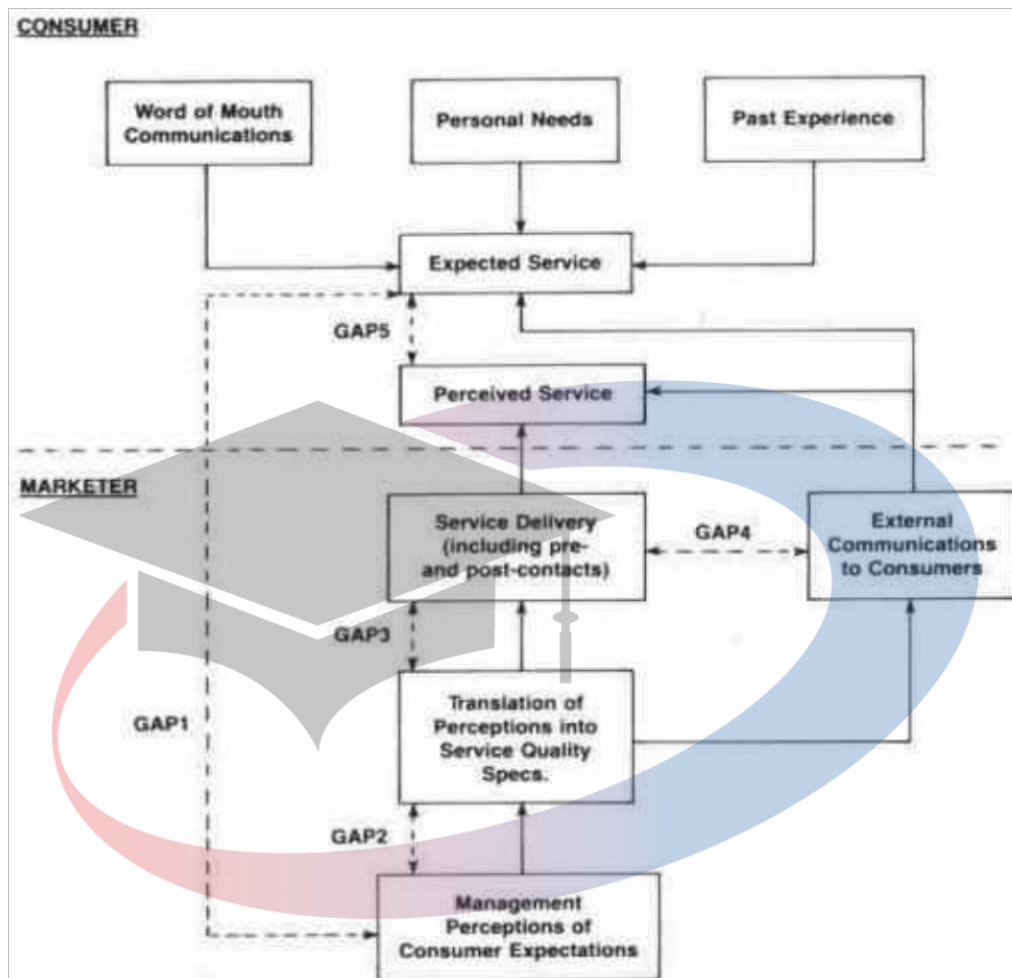 CONSUMER
Word of Mouth
Communications
Personal Needs
Past Experience
Expected Service
GAP5
Perceived Service
MARKETER
Service Delivery
(including pre-
and post-contacts)
GAP4
External
Communications
to Consumers
GAP3
Translation of
Perceptions into
Service Quality
Specs.
GAP1
GAP2
Management
Perceptions of
Consumer Expectations